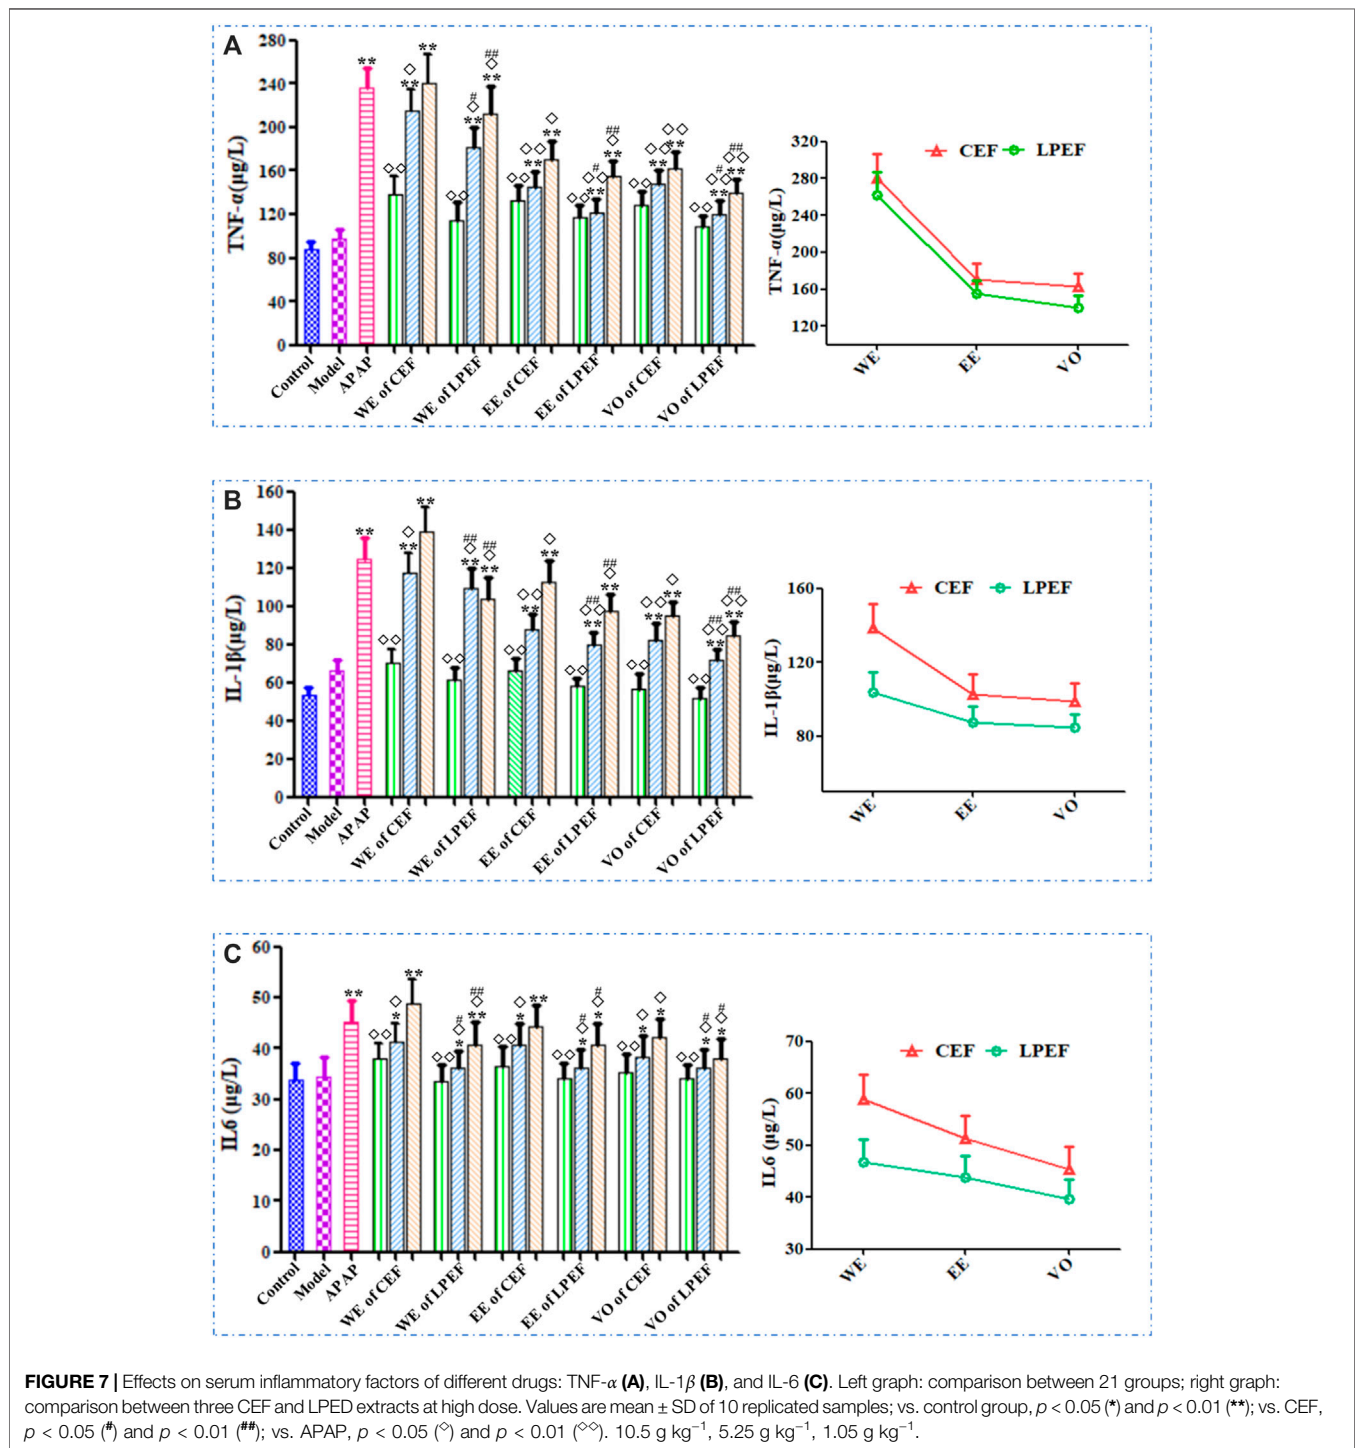 A
280
240
200
160
120
80
40
0
TNF-α(μg/L)
** ◇ ** ** # ◇ ** ## ◇ **
◇◇ ◇◇ ◇◇ ◇◇ ** ◇ ** ◇◇ # ◇◇ ** ## ◇ ** ◇◇ ◇◇ ** ◇◇ ** ◇◇ # ◇◇ ** ## ◇◇ **
Control
Model
APAP
WE of CEF
WE of LPEF
EE of CEF
EE of LPEF
VO of CEF
VO of LPEF
CEF LPEF
320
280
240
200
160
120
TNF-α(μg/L)
WE
EE
VO
B
160
140
120
100
80
60
40
20
0
IL-1β(μg/L)
** ◇◇ ◇ ** ** ◇◇ ## ◇ ** ## ◇ **
◇◇ ◇◇ ** ◇ ** ◇◇ ## ◇◇ ** ## ◇ ** ◇◇ ◇◇ ** ◇ ** ◇◇ ## ◇◇ ** ## ◇◇ **
Control
Model
APAP
WE of CEF
WE of LPEF
EE of CEF
EE of LPEF
VO of CEF
VO of LPEF
CEF LPEF
160
120
80
IL-1β(μg/L)
WE
EE
VO
C
60
50
40
30
20
10
0
IL6 (μg/L)
** ◇◇ ◇ * ** ◇◇ # ◇ * ## ◇ **
◇◇ ◇ * ** ◇◇ # ◇ * # ◇ * ◇◇ ◇ * ◇ * ◇◇ # ◇ * # ◇ *
Control
Model
APAP
WE of CEF
WE of LPEF
EE of CEF
EE of LPEF
VO of CEF
VO of LPEF
CEF LPEF
70
60
50
40
30
IL6 (μg/L)
WE
EE
VO
FIGURE 7 | Effects on serum inflammatory factors of different drugs: TNF-α (A), IL-1β (B), and IL-6 (C). Left graph: comparison between 21 groups; right graph:
comparison between three CEF and LPED extracts at high dose. Values are mean ± SD of 10 replicated samples; vs. control group, p < 0.05 (*) and p < 0.01 (**); vs. CEF,
p < 0.05 (#) and p < 0.01 (##); vs. APAP, p < 0.05 (◇) and p < 0.01 (◇◇). 10.5 g kg⁻¹, 5.25 g kg⁻¹, 1.05 g kg⁻¹.